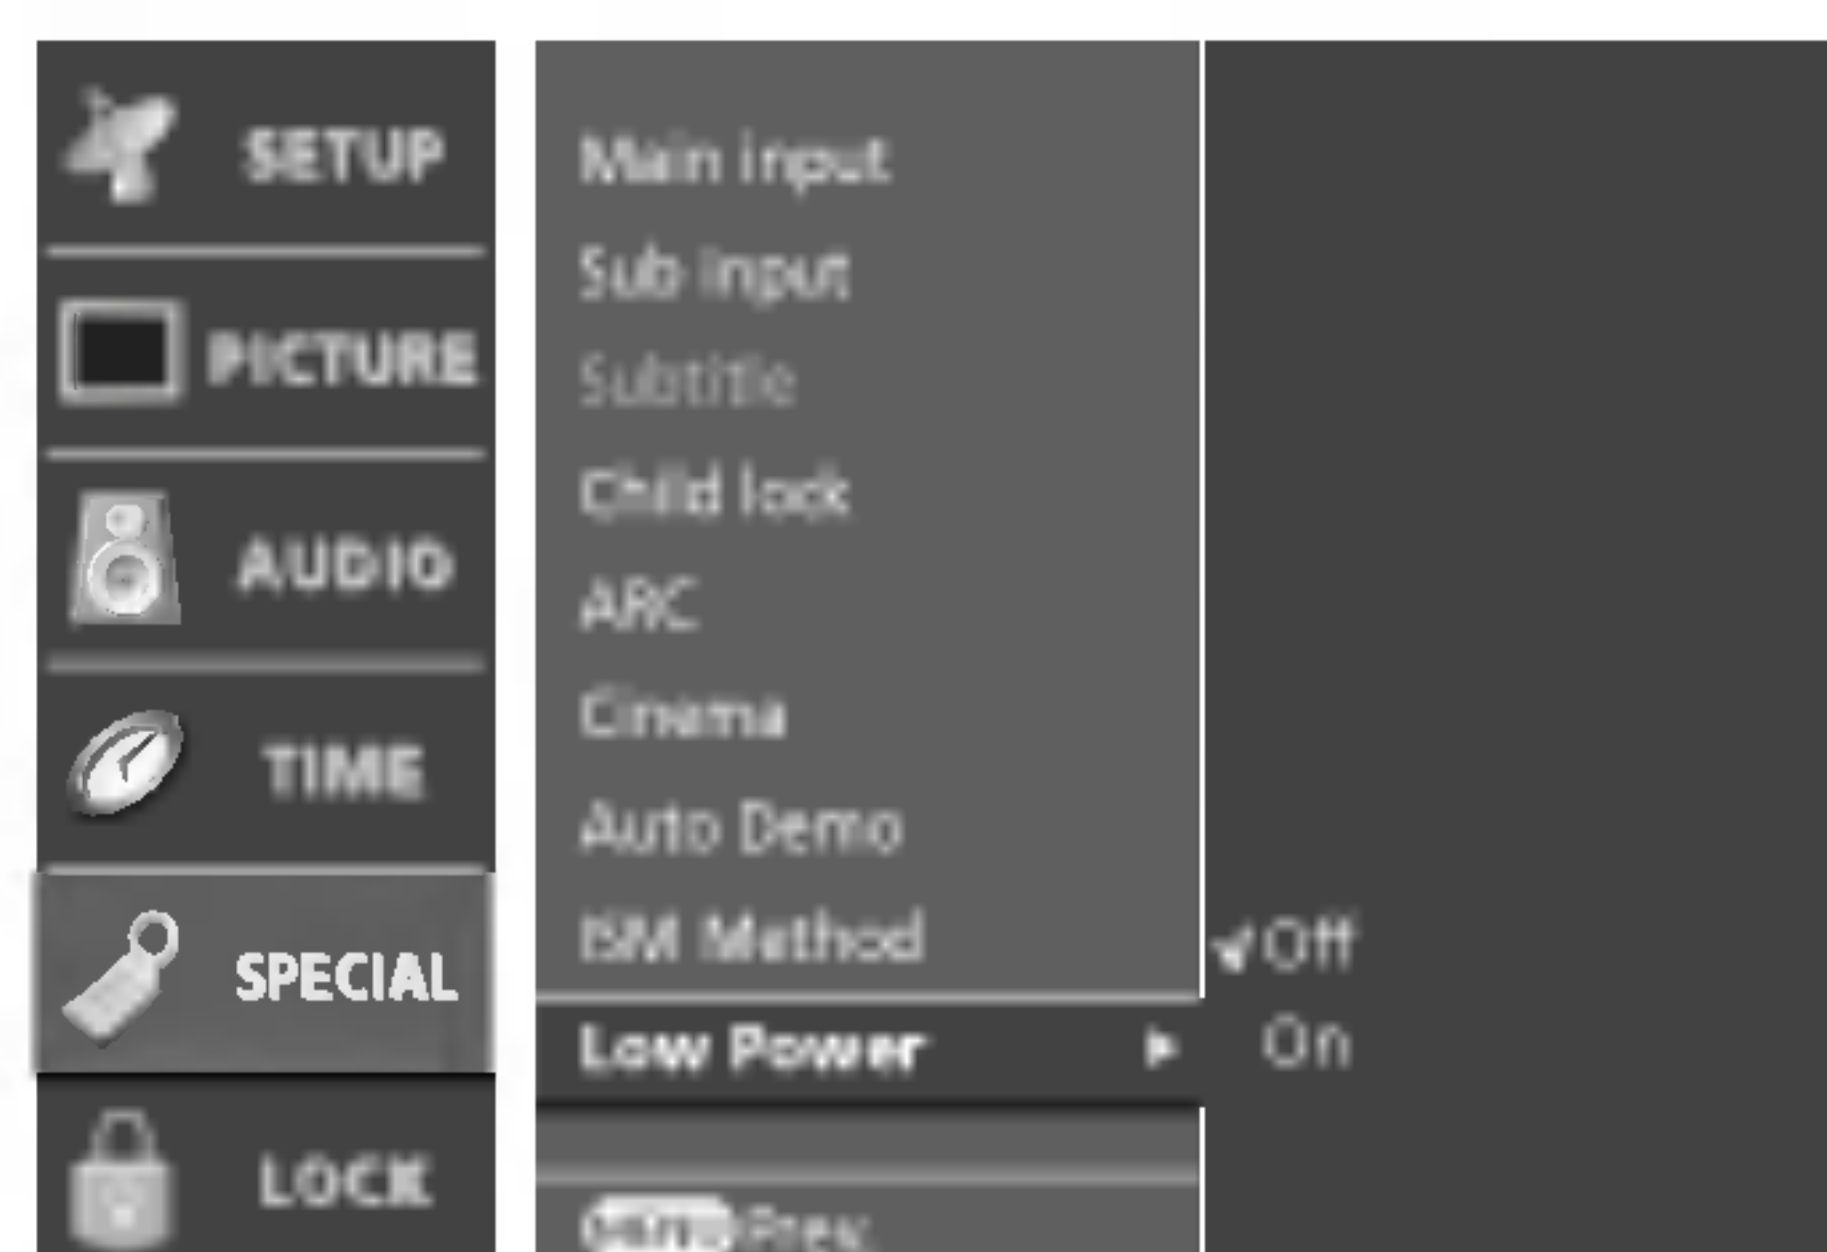 SETUP
PICTURE
AUDIO
TIME
SPECIAL
LOCK
Main input
Sub input
Subtitle
Child lock
ARC
Cinema
Auto Demo
ISM Method
Low Power
Prev.
Off
On